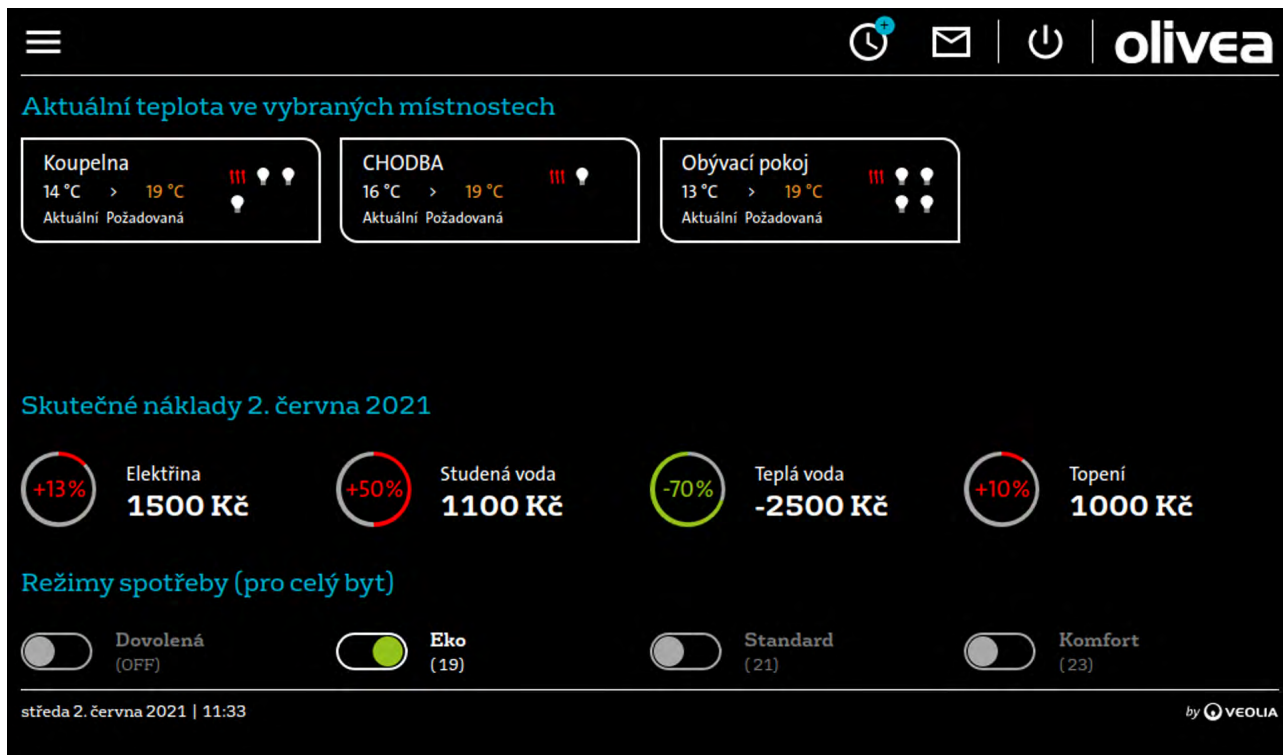 +
olivea
Aktuální teplota ve vybraných místnostech
Koupelna
14 °C > 19 °C
Aktuální Požadovaná
CHODBA
16 °C > 19 °C
Aktuální Požadovaná
Obývací pokoj
13 °C > 19 °C
Aktuální Požadovaná
Skutečné náklady 2. června 2021
+13%
Elektřina
1500 Kč
+50%
Studená voda
1100 Kč
-70%
Teplá voda
-2500 Kč
+10%
Topení
1000 Kč
Režimy spotřeby (pro celý byt)
Dovolená
(OFF)
Eko
(19)
Standard
(21)
Komfort
(23)
středa 2. června 2021 | 11:33
by VEOLIA